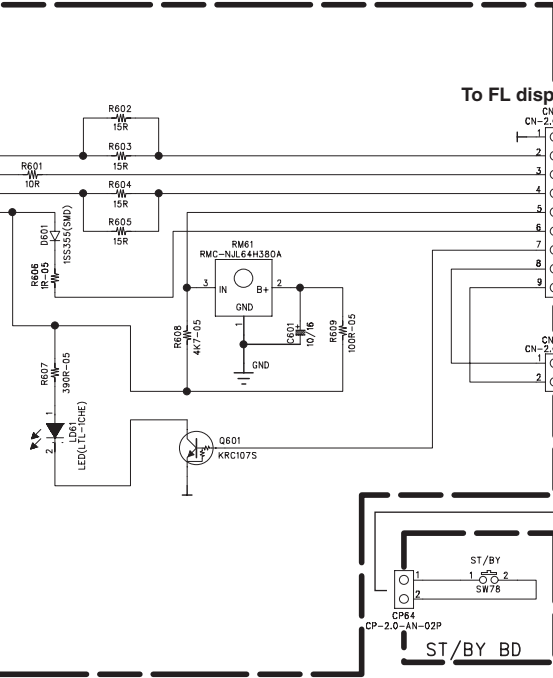 To FL disp
CN
CN-2.
R602
15R
R603
15R
R601
10R
R604
15R
R605
15R
1
2
3
4
5
6
7
8
9
D601
1SS355(SMD)
R606
1R-05
RM61
RMC-NJL64H380A
3
IN
B+
2
GND
1
GND
C601
10/16
R609
100R-05
R608
4K7-05
CN
CN-2.
1
2
R607
390R-05
1
2
LD61
LED(LTL-1CHE)
Q601
KRC107S
ST/BY
1
2
SW78
1
2
CP64
CP-2.0-AN-02P
ST/BY BD